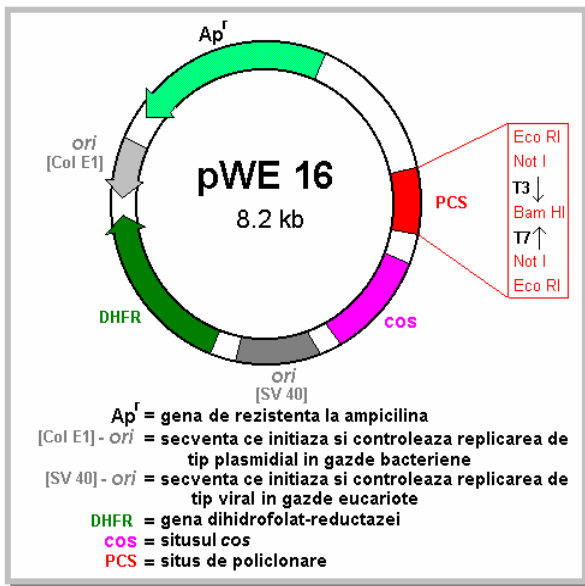 Ap^r
ori
[Col E1]
pWE 16
8.2 kb
PCS
Eco RI
Not I
T3 ↓
Bam HI
T7 ↑
Not I
Eco RI
DHFR
cos
ori
[SV 40]
Ap^r = gena de rezistenta la ampicilina
[Col E1] - ori = secventa ce initiaza si controleaza replicarea de
tip plasmidial in gazde bacteriene
[SV 40] - ori = secventa ce initiaza si controleaza replicarea de
tip viral in gazde eucariote
DHFR = gena dihidrofolat-reductazei
cos = situsul cos
PCS = situs de policlonare